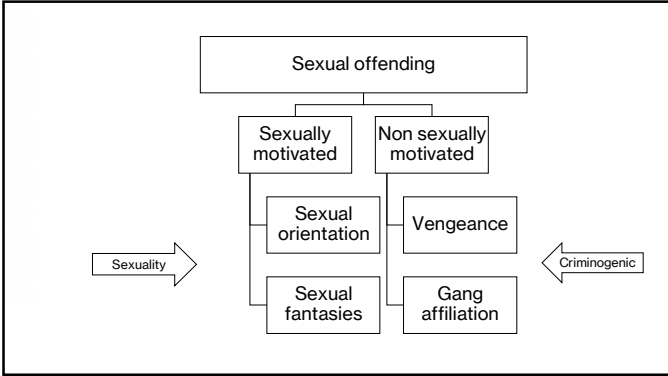 Sexual offending
Sexually
motivated
Non sexually
motivated
Sexual
orientation
Vengeance
Sexuality
Criminogenic
Sexual
fantasies
Gang
affiliation